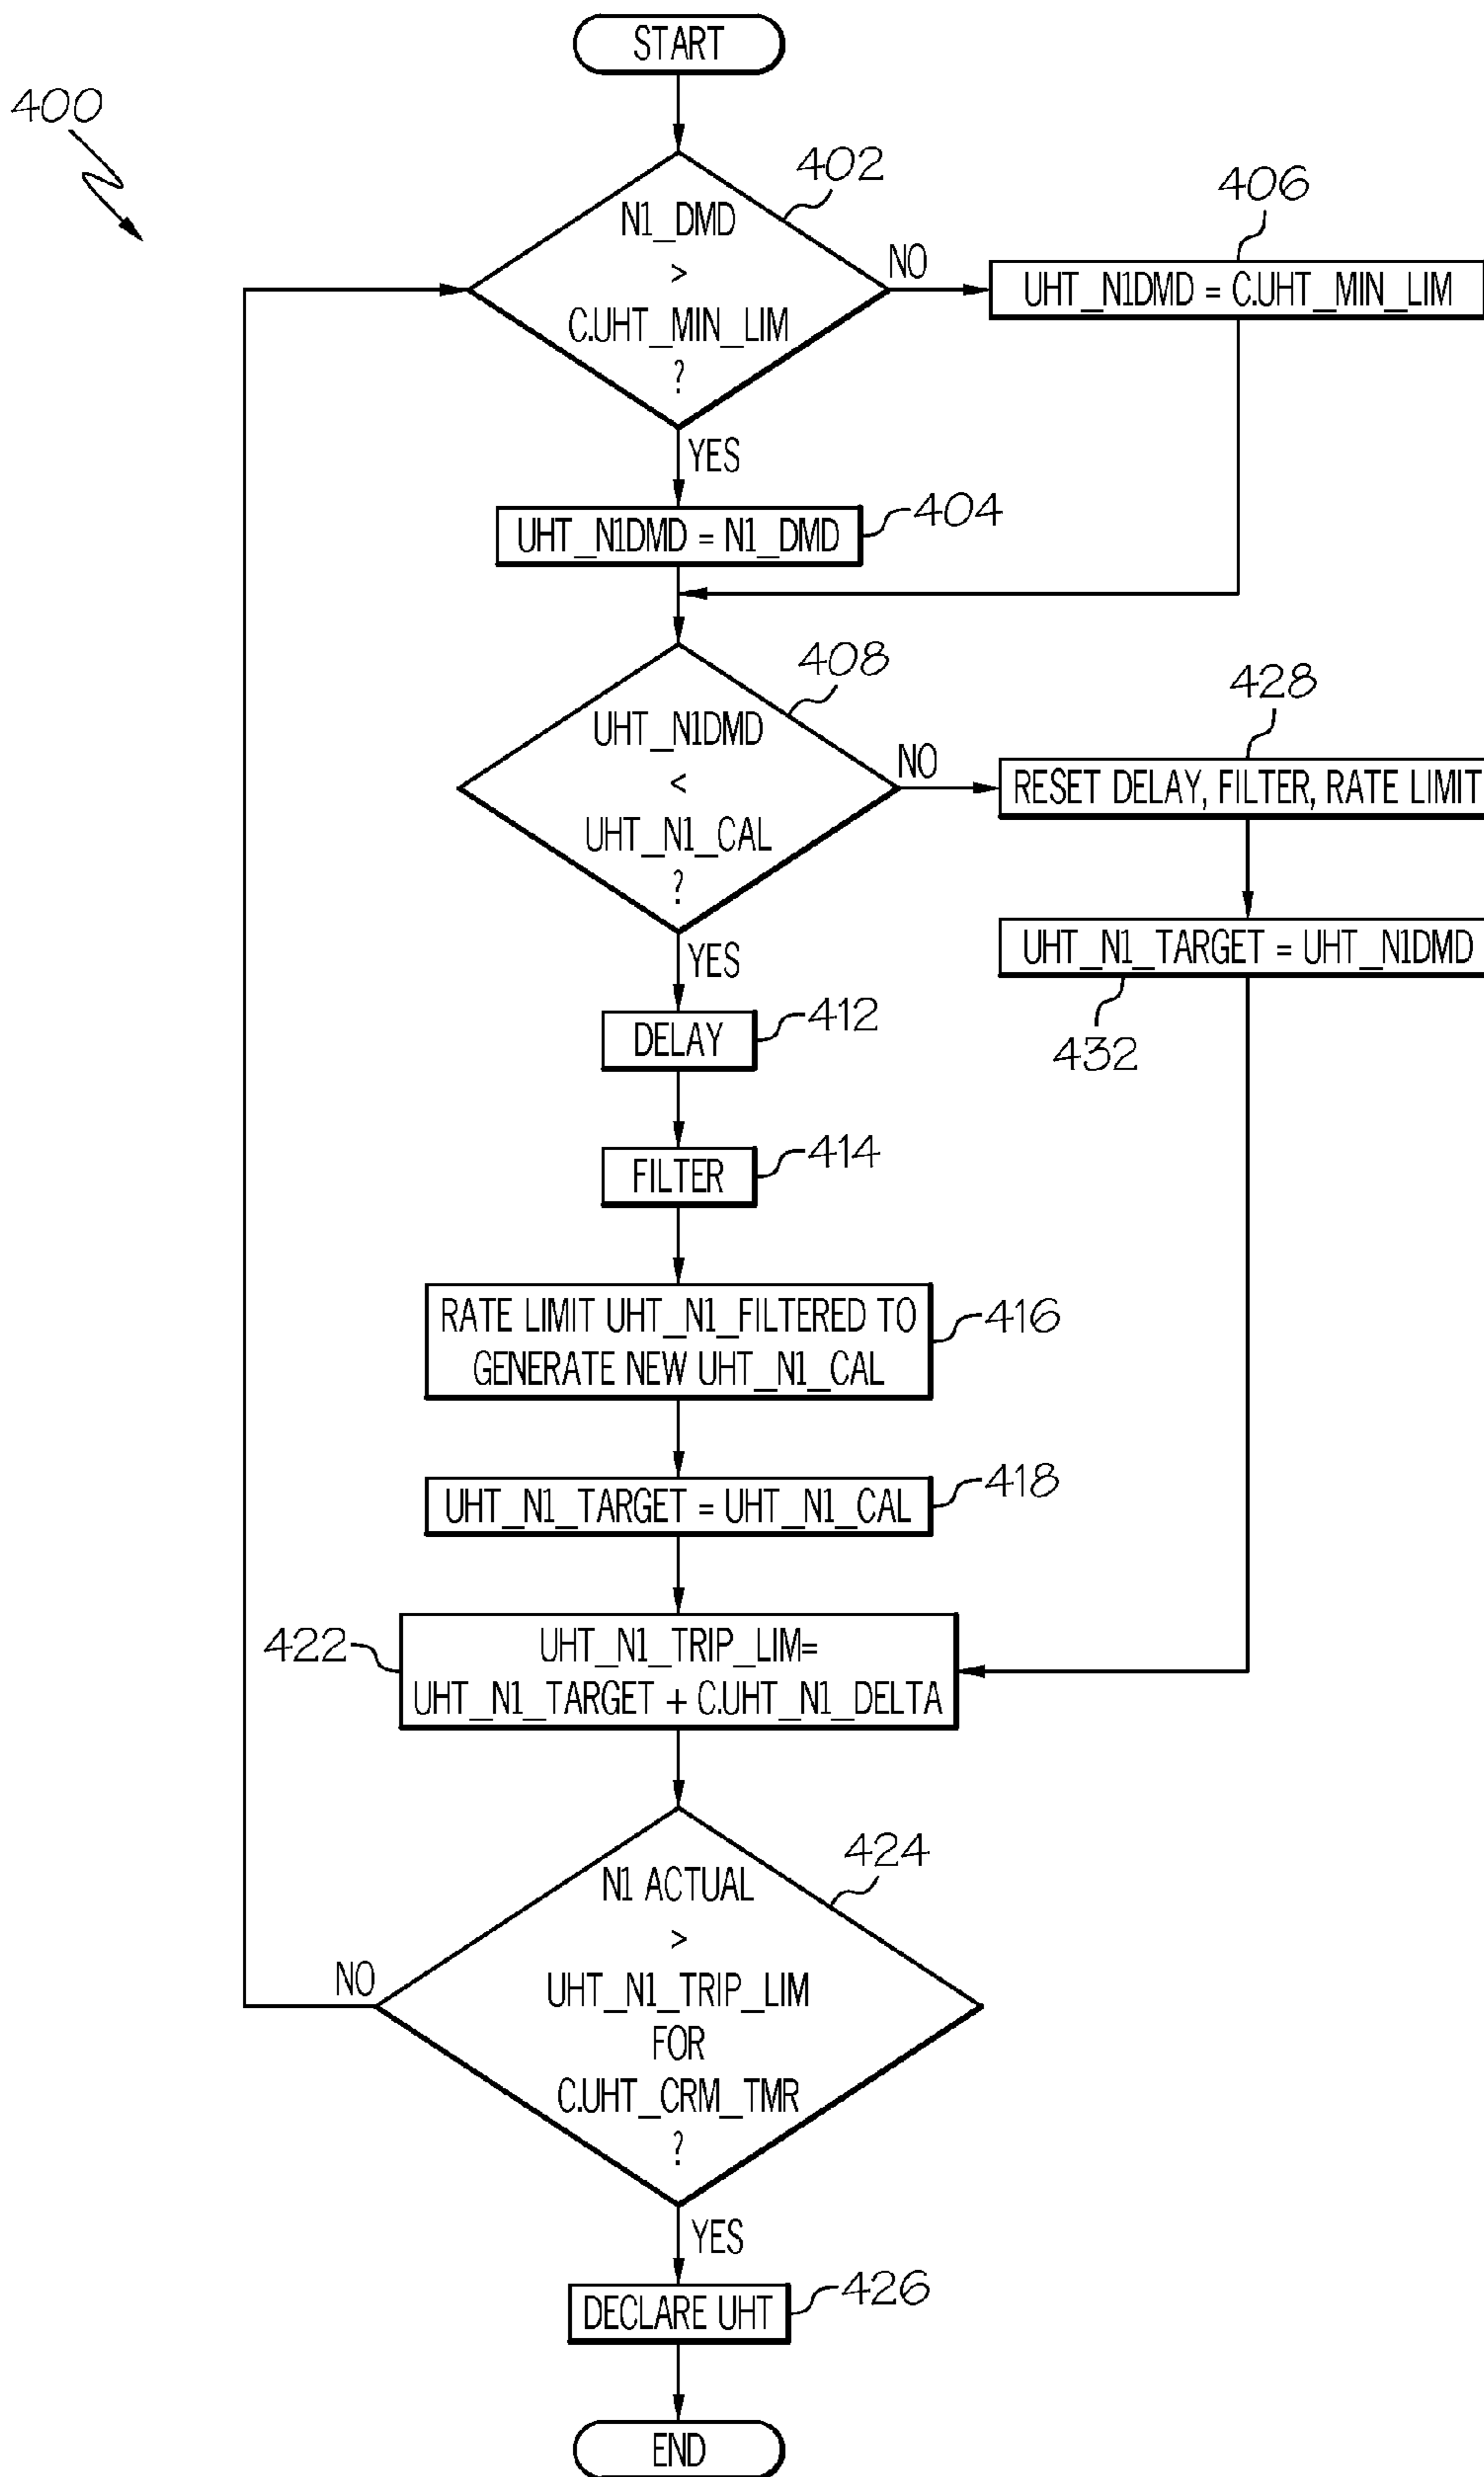 START
400
402
N1_DMD
>
C.UHT_MIN_LIM
?
NO
406
UHT_N1DMD = C.UHT_MIN_LIM
YES
UHT_N1DMD = N1_DMD
404
408
UHT_N1DMD
<
UHT_N1_CAL
?
NO
428
RESET DELAY, FILTER, RATE LIMIT
UHT_N1_TARGET = UHT_N1DMD
432
YES
DELAY
412
FILTER
414
RATE LIMIT UHT_N1_FILTERED TO
GENERATE NEW UHT_N1_CAL
416
UHT_N1_TARGET = UHT_N1_CAL
418
422
UHT_N1_TRIP_LIM=
UHT_N1_TARGET + C.UHT_N1_DELTA
424
N1 ACTUAL
>
UHT_N1_TRIP_LIM
FOR
C.UHT_CRM_TMR
?
NO
YES
DECLARE UHT
426
END